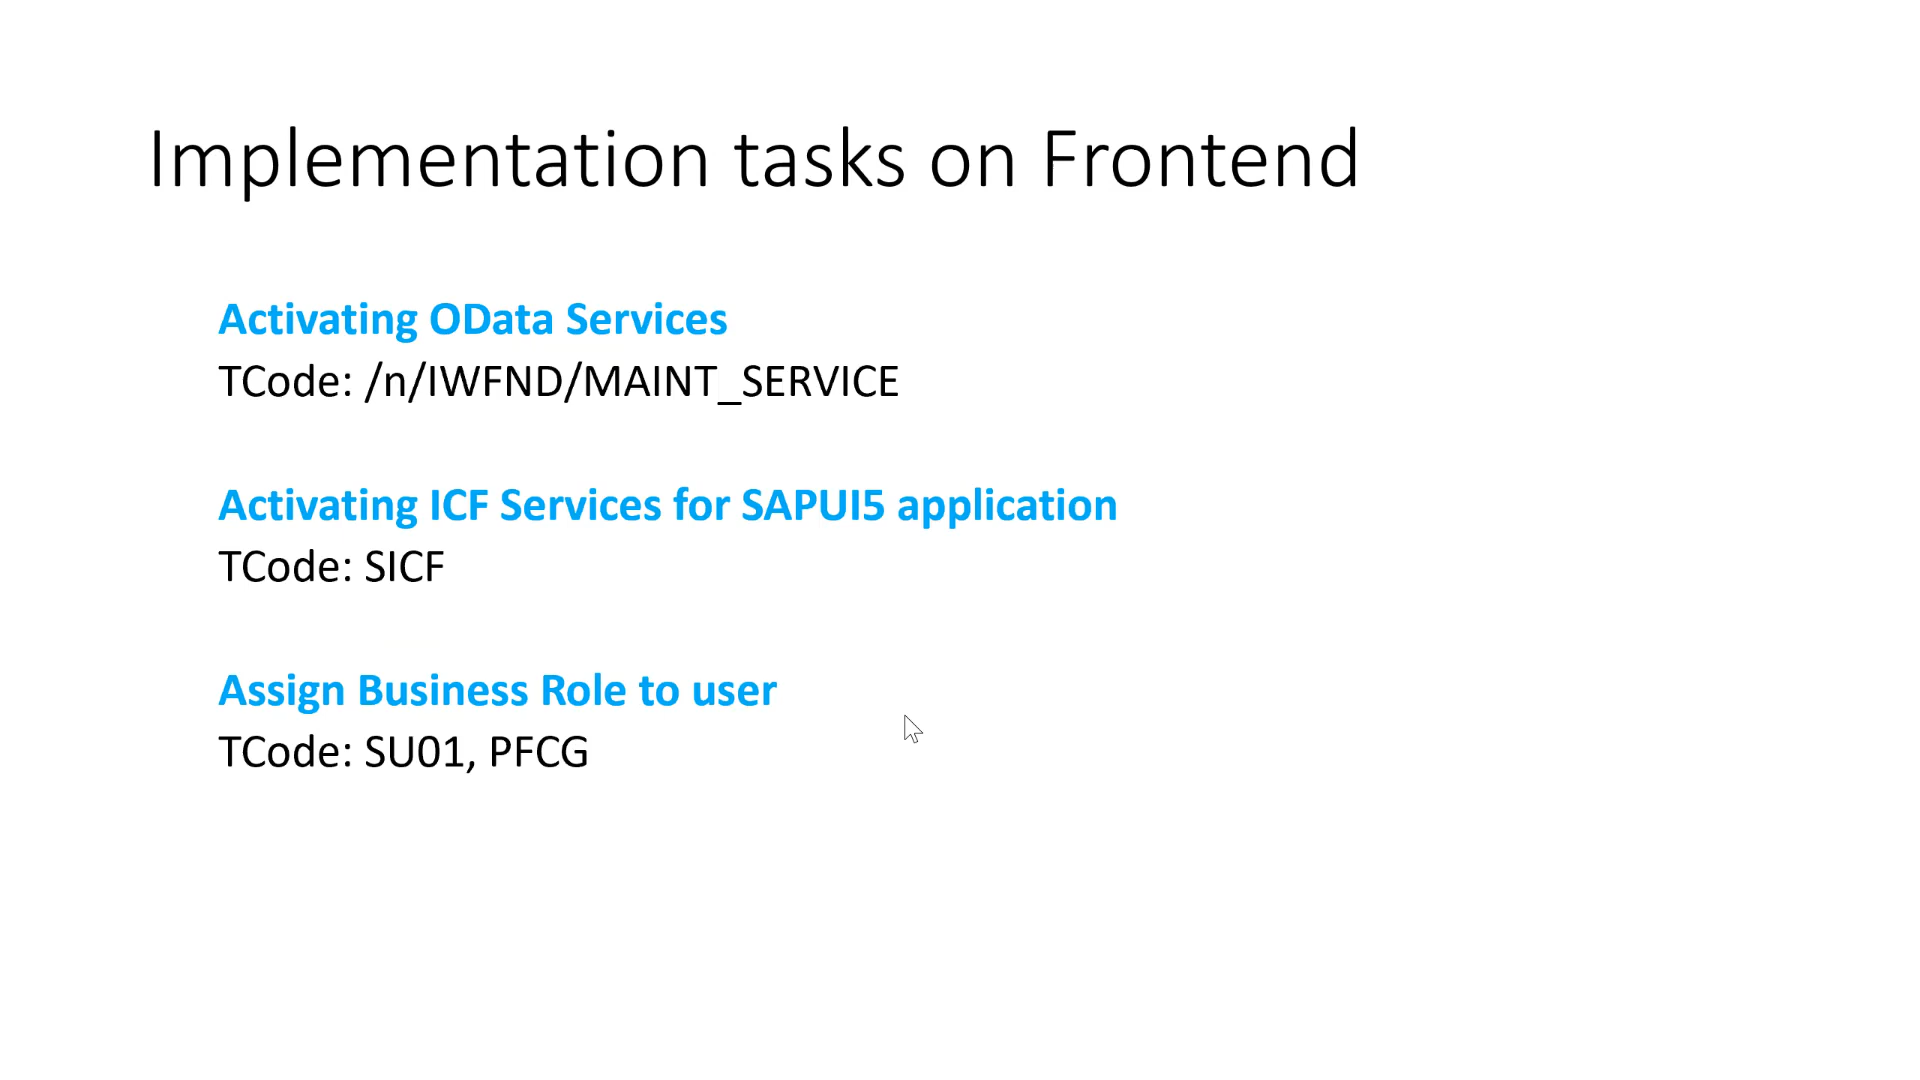 Implementation tasks on Frontend
Activating OData Services
TCode: /n/IWFND/MAINT_SERVICE
Activating ICF Services for SAPUI5 application
TCode: SICF
Assign Business Role to user
TCode: SU01, PFCG